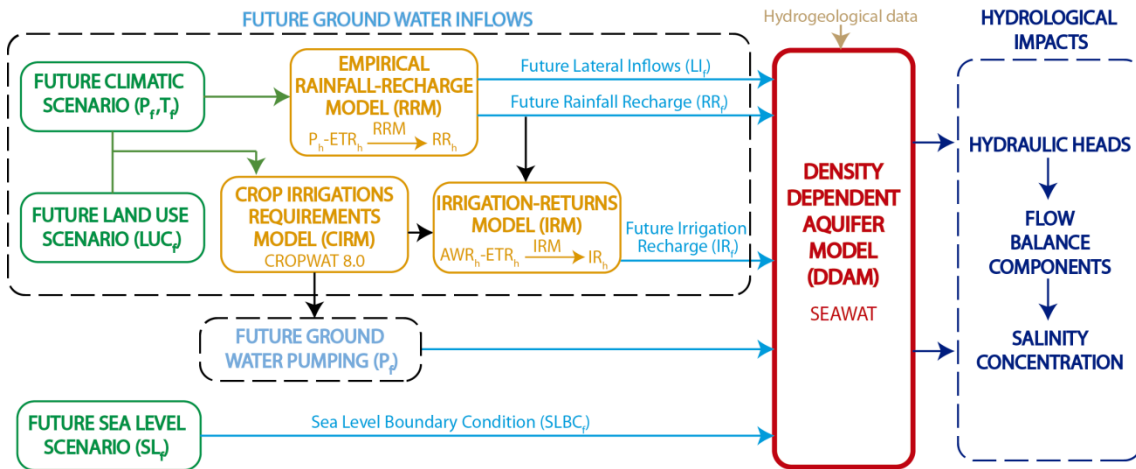 FUTURE GROUND WATER INFLOWS
Hydrogeological data
HYDROLOGICAL
IMPACTS
FUTURE CLIMATIC
SCENARIO (Pf,Tf)
EMPIRICAL
RAINFALL-RECHARGE
MODEL (RRM)
RRM
Ph-ETRh RRh
Future Lateral Inflows (LIf)
Future Rainfall Recharge (RRf)
FUTURE LAND USE
SCENARIO (LUCf)
CROP IRRIGATIONS
REQUIREMENTS
MODEL (CIRM)
CROPWAT 8.0
IRRIGATION-RETURNS
MODEL (IRM)
IRM
AWRh-ETRh IRh
Future Irrigation
Recharge (IRf)
FUTURE GROUND
WATER PUMPING (Pf
FUTURE SEA LEVEL
SCENARIO (SLf)
Sea Level Boundary Condition (SLBCf)
DENSITY
DEPENDENT
AQUIFER
MODEL
(DDAM)
SEAWAT
HYDRAULIC HEADS
FLOW
BALANCE
COMPONENTS
SALINITY
CONCENTRATION